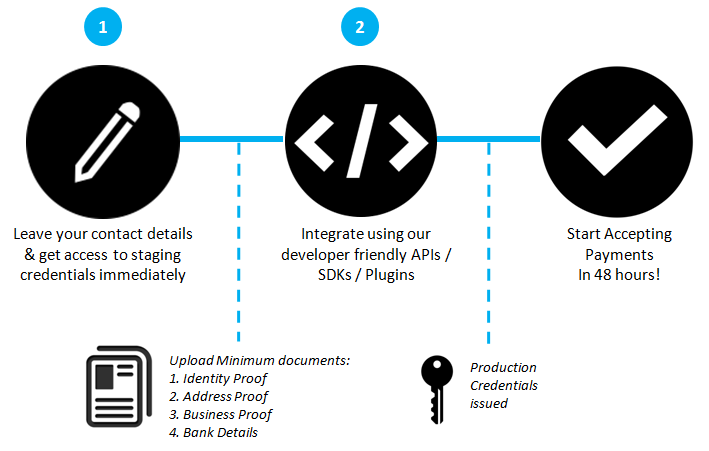 1
2
Leave your contact details
& get access to staging
credentials immediately
Integrate using our
developer friendly APIs /
SDKs / Plugins
Start Accepting
Payments
In 48 hours!
Upload Minimum documents:
1. Identity Proof
2. Address Proof
3. Business Proof
4. Bank Details
Production
Credentials
issued